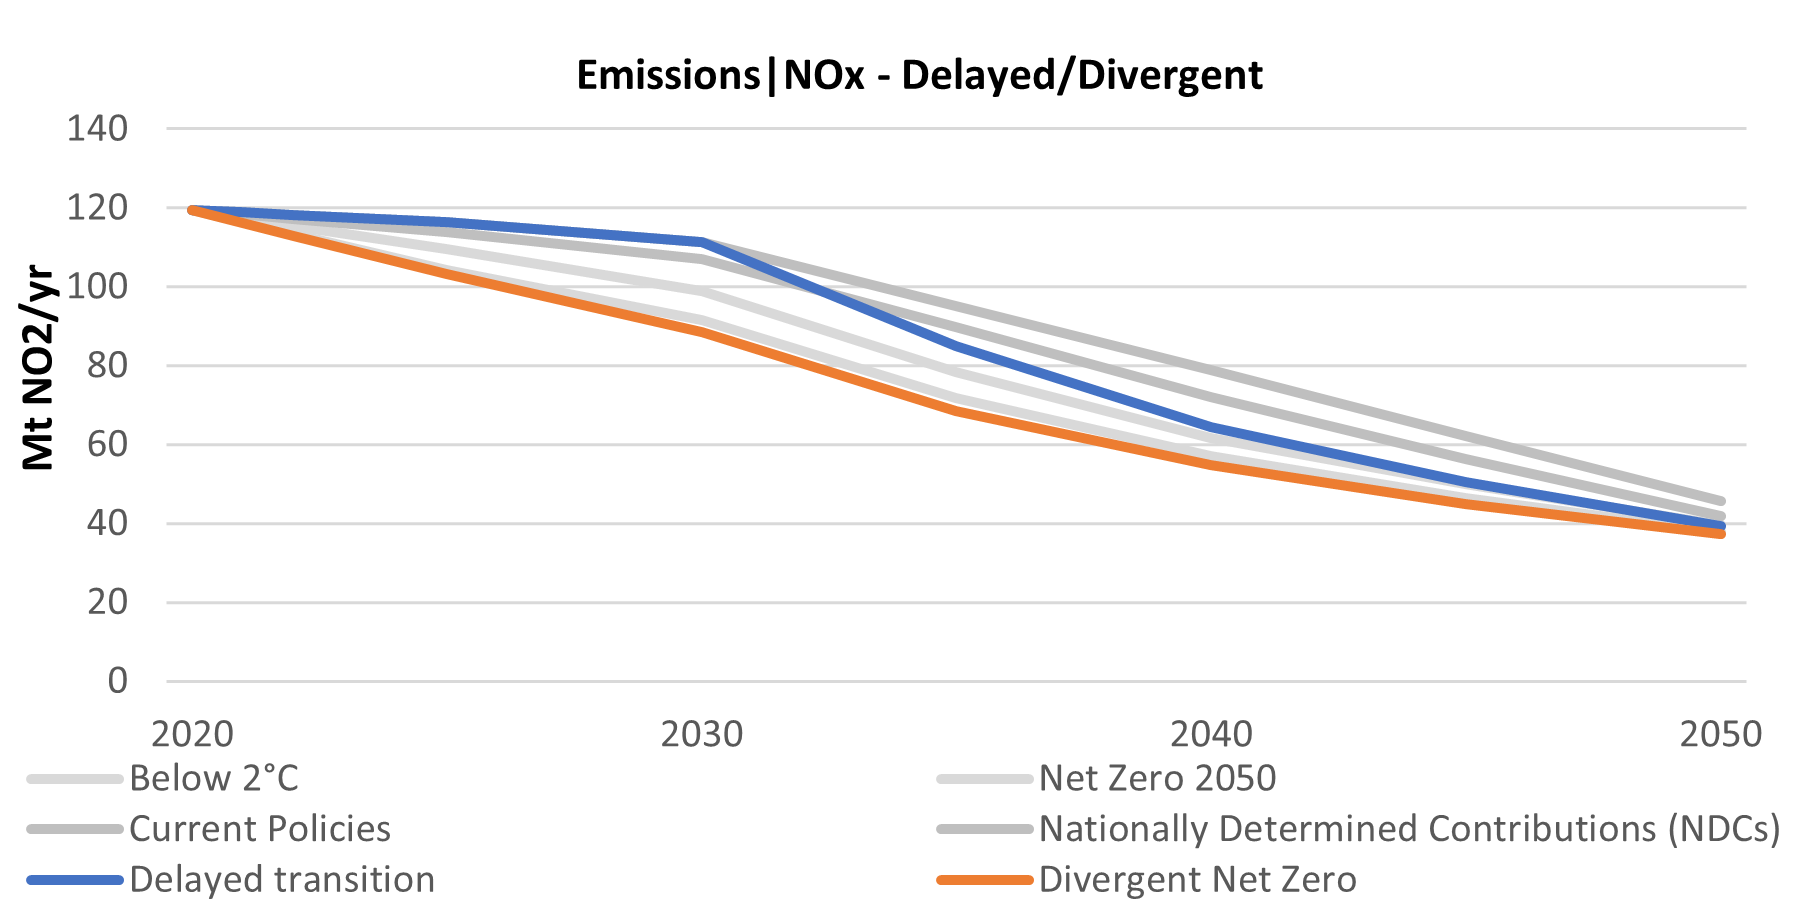 Emissions|NOx - Delayed/Divergent
Mt NO2/yr
140
120
100
80
60
40
20
0
2020 2030 2040 2050
Below 2°C Net Zero 2050
Current Policies Nationally Determined Contributions (NDCs)
Delayed transition Divergent Net Zero